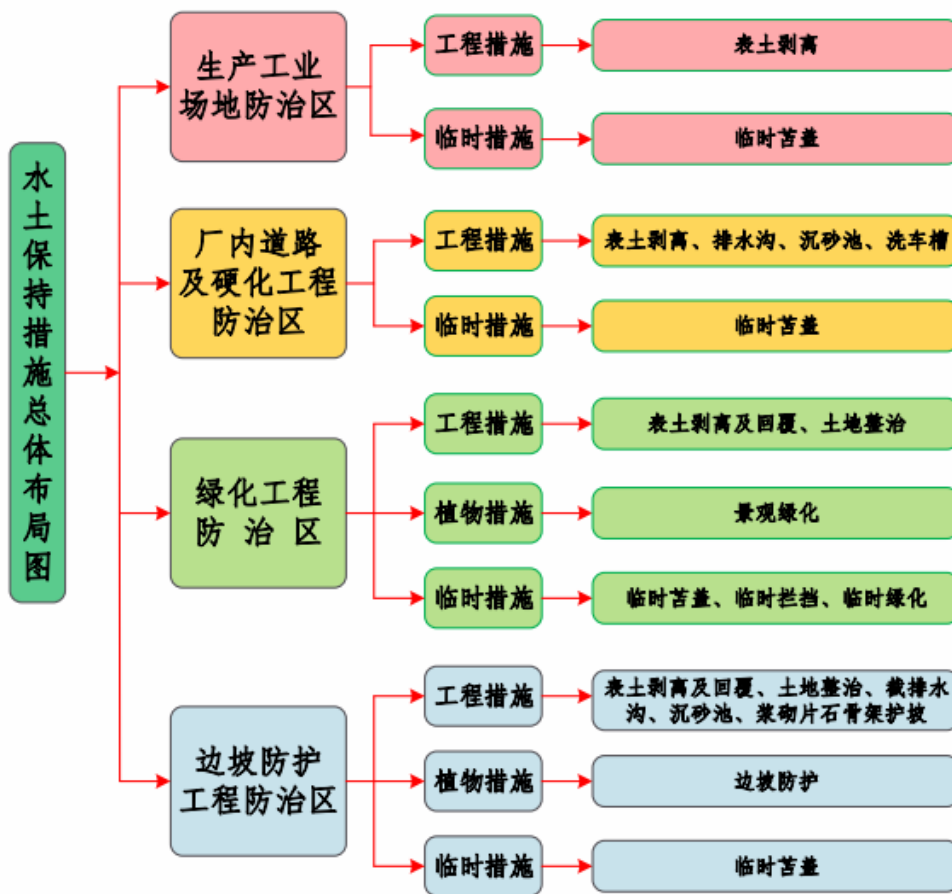 水土保持措施总体布局图
生产工业
场地防治区
工程措施
表土剥离
临时措施
临时苫盖
厂内道路
及硬化工程
防治区
工程措施
表土剥离、排水沟、沉砂池、洗车槽
临时措施
临时苫盖
绿化工程
防治区
工程措施
表土剥离及回覆、土地整治
植物措施
景观绿化
临时措施
临时苫盖、临时拦挡、临时绿化
边坡防护
工程防治区
工程措施
表土剥离及回覆、土地整治、截排水
沟、沉砂池、浆砌片石骨架护坡
植物措施
边坡防护
临时措施
临时苫盖